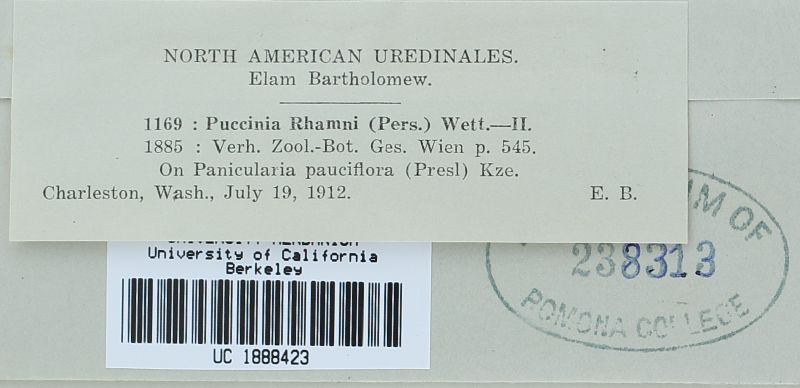 NORTH AMERICAN UREDINALES.
Elam Bartholomew.
1169 : Puccinia Rhamni (Pers.) Wett.—II.
1885 : Verh. Zool.-Bot. Ges. Wien p. 545.
On Panicularia pauciflora (Presl) Kze.
Charleston, Wash., July 19, 1912. E. B.
University of California
Berkeley
UC 1888423
OF
238313
POMONA COLLEGE